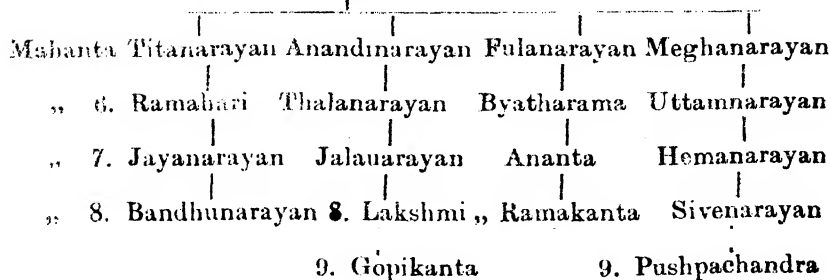 Mahanta Titanarayan Anandinarayan Fulanarayan Meghanarayan
„ 6. Ramahari Thalanarayan Byatharama Uttamnarayan
„ 7. Jayanarayan Jalauarayan Ananta Hemanarayan
„ 8. Bandhunarayan 8. Lakshmi „ Ramakanta Sivenarayan
9. Gopikanta 9. Pushpachandra